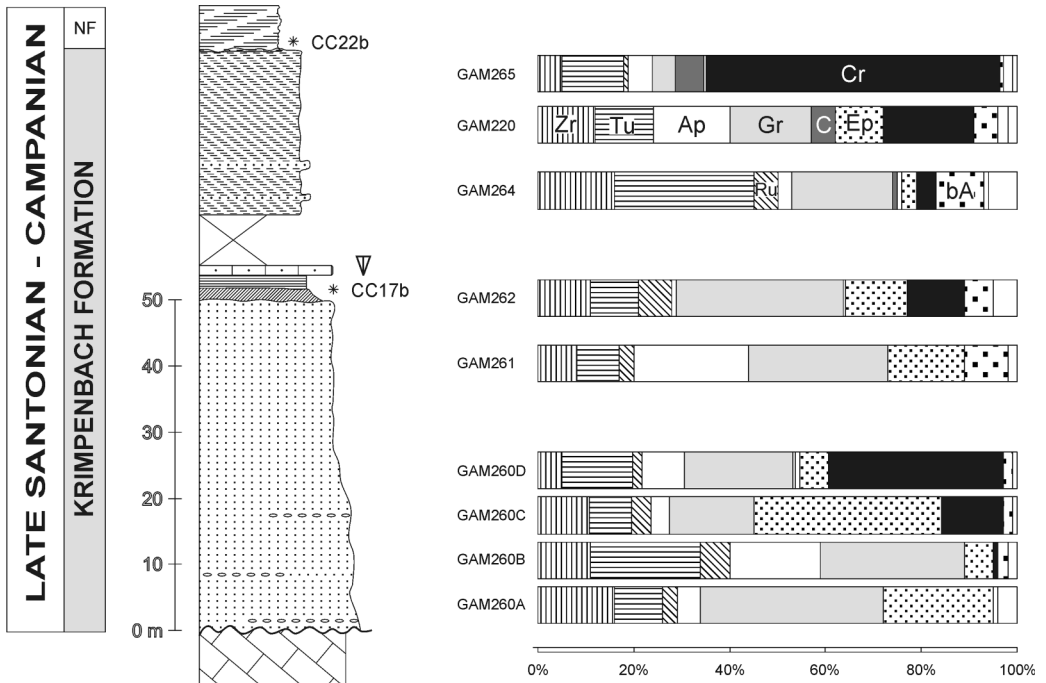 LATE SANTONIAN - CAMPANIAN
NF
KRIMPENBACH FORMATION
* CC22b
* CC17b
50
40
30
20
10
0 m
GAM265
Cr
GAM220
Zr
Tu
Ap
Gr
C
Ep
GAM264
Ru
bA
GAM262
GAM261
GAM260D
GAM260C
GAM260B
GAM260A
0%
20%
40%
60%
80%
100%